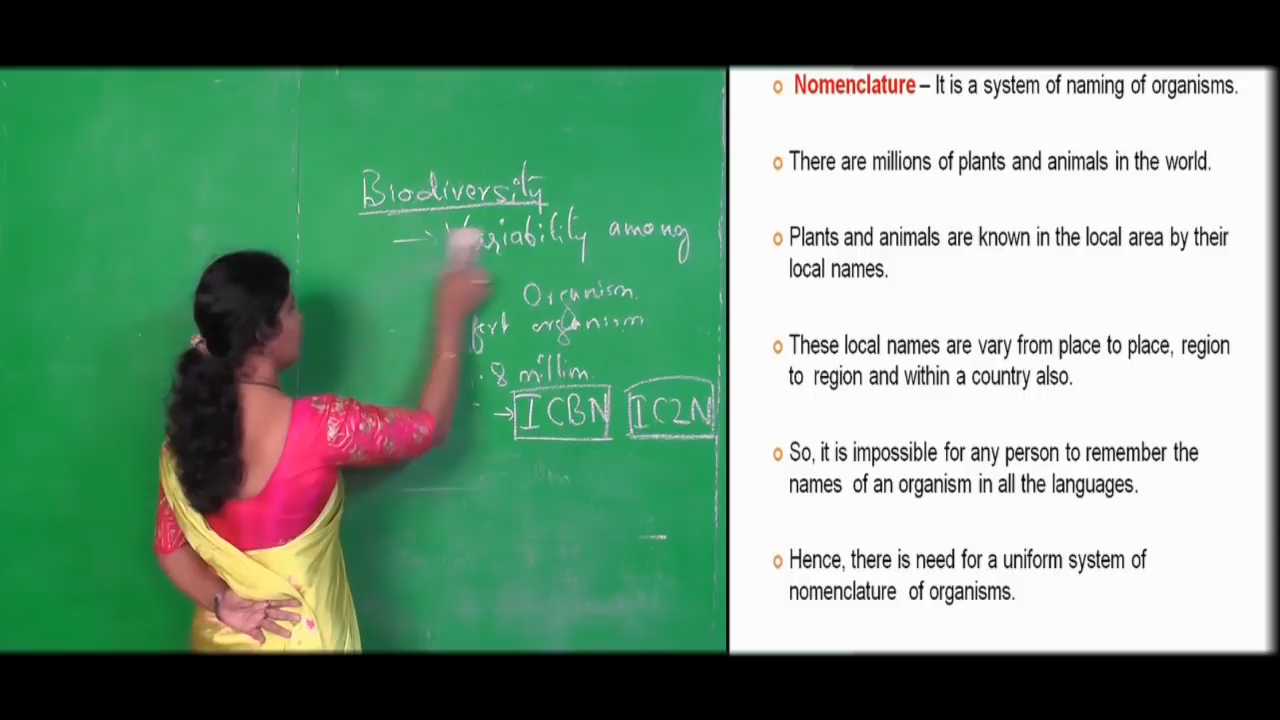 Biodiversity
→ Variability among
Organism
organism
8 million
→ ICBN ICZN
Nomenclature – It is a system of naming of organisms.
There are millions of plants and animals in the world.
Plants and animals are known in the local area by their
local names.
These local names are vary from place to place, region
to region and within a country also.
So, it is impossible for any person to remember the
names of an organism in all the languages.
Hence, there is need for a uniform system of
nomenclature of organisms.